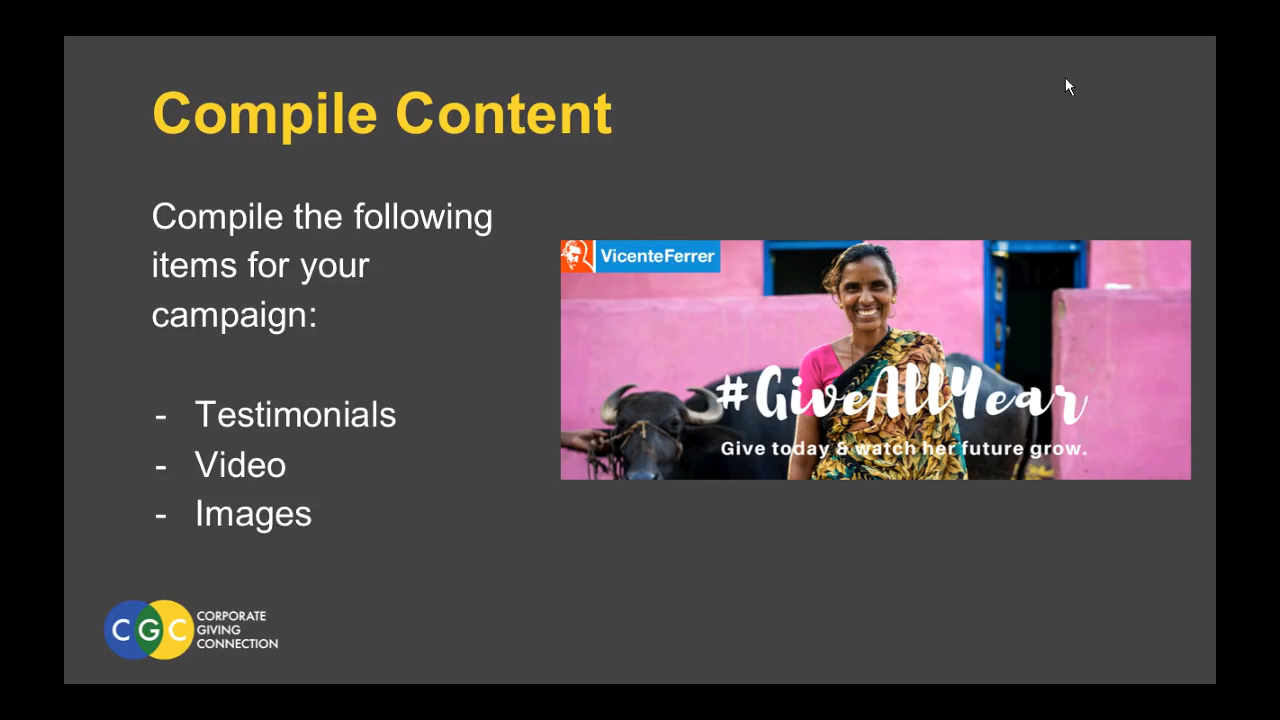 Compile Content
Compile the following
items for your
campaign:
- Testimonials
- Video
- Images
VicenteFerrer
#GiveAllYear
Give today & watch her future grow.
CGC
CORPORATE
GIVING
CONNECTION